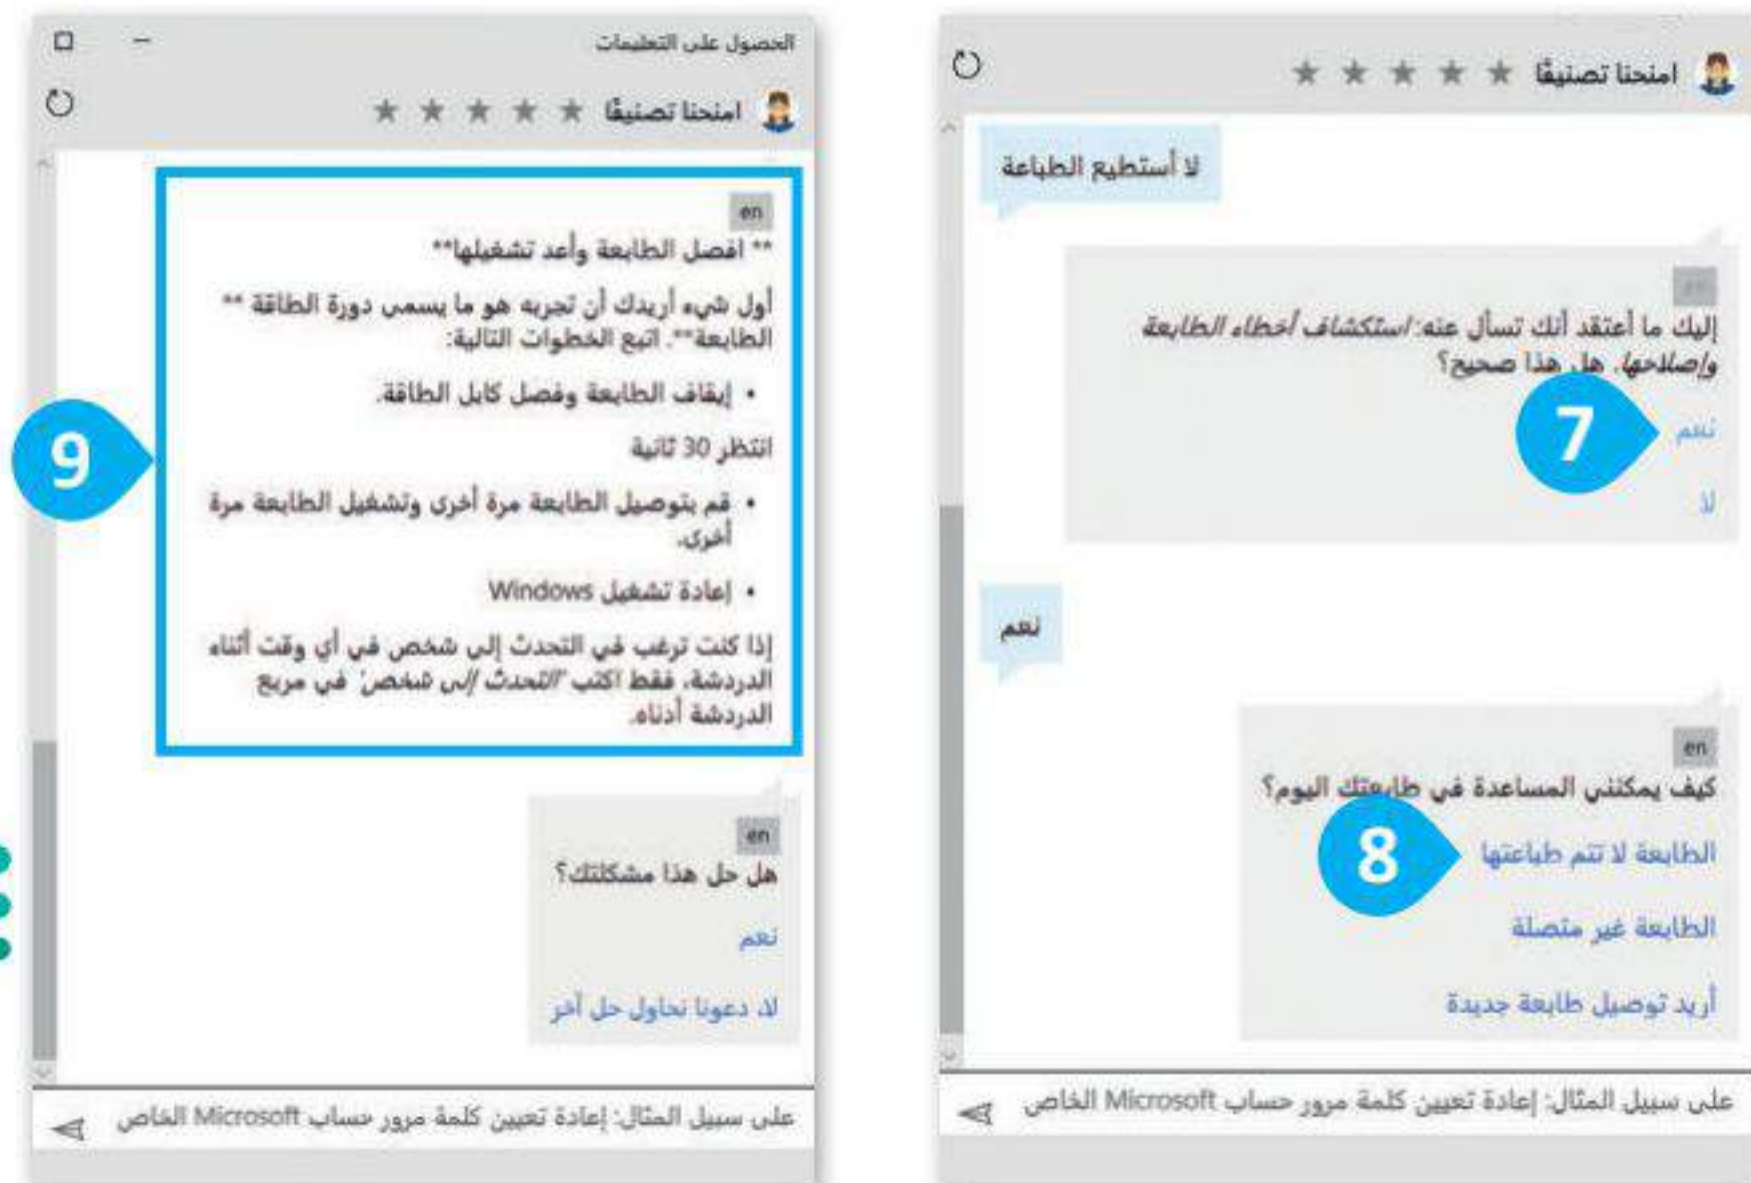 امنحنا تصنيفًا
لا أستطيع الطباعة
إليك ما أعتقد أنك تسأل عنه: استكشاف أخطاء الطابعة
وإصلاحها. هل هذا صحيح؟
7
نعم
لا
نعم
en
كيف يمكنني المساعدة في طابعتك اليوم؟
8
الطابعة لا تتم طباعتها
الطابعة غير متصلة
أريد توصيل طابعة جديدة
على سبيل المثال: إعادة تعيين كلمة مرور حساب Microsoft الخاص
الحصول على التعليمات
امنحنا تصنيفًا
9
en
** افصل الطابعة وأعد تشغيلها**
أول شيء أريدك أن تجربه هو ما يسمى دورة الطاقة **
الطابعة**. اتبع الخطوات التالية:
• إيقاف الطابعة وفصل كابل الطاقة.
انتظر 30 ثانية
• قم بتوصيل الطابعة مرة أخرى وتشغيل الطابعة مرة
أخرى.
• إعادة تشغيل Windows
إذا كنت ترغب في التحدث إلى شخص في أي وقت أثناء
الدردشة، فقط اكتب "التحدث إلى شخص" في مربع
الدردشة أدناه.
en
هل حل هذا مشكلتك؟
نعم
لا، دعونا نحاول حل آخر
على سبيل المثال: إعادة تعيين كلمة مرور حساب Microsoft الخاص